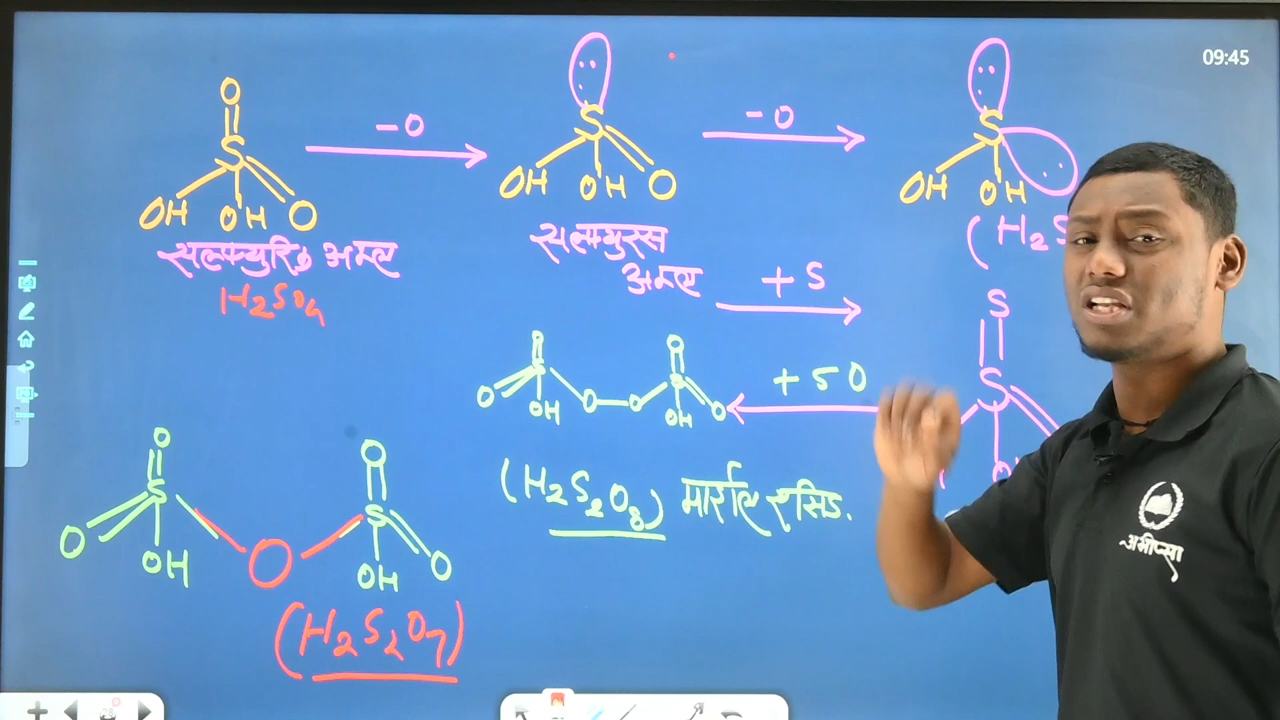 09:45
O
S
OH OH O
सल्फ्युरिक अम्ल
H₂SO₄
-O
S
OH OH O
सल्फ्युरस
अम्ल
-O
S
OH OH
(H₂S
+ S
S
S
+ 5 O
O O
S S
O OH O O OH O
(H₂S₂O₈) मार्शल एसिड.
O O
S S
O OH O OH O
(H₂S₂O₇)
अभीप्सा